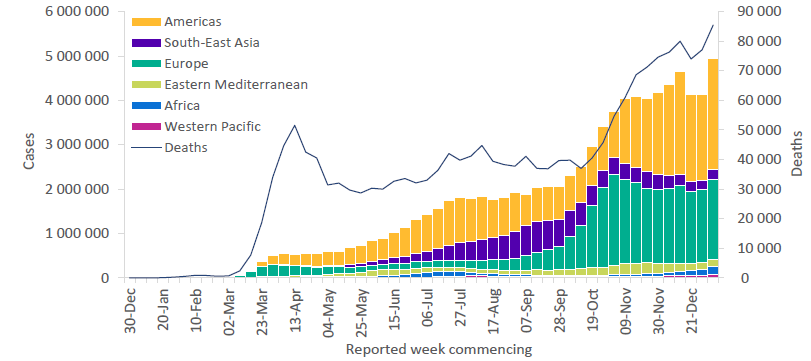 6 000 000
5 000 000
4 000 000
3 000 000
2 000 000
1 000 000
0
Cases
Americas
South-East Asia
Europe
Eastern Mediterranean
Africa
Western Pacific
Deaths
90 000
80 000
70 000
60 000
50 000
40 000
30 000
20 000
10 000
0
Deaths
30-Dec
20-Jan
10-Feb
02-Mar
23-Mar
13-Apr
04-May
25-May
15-Jun
06-Jul
27-Jul
17-Aug
07-Sep
28-Sep
19-Oct
09-Nov
30-Nov
21-Dec
Reported week commencing